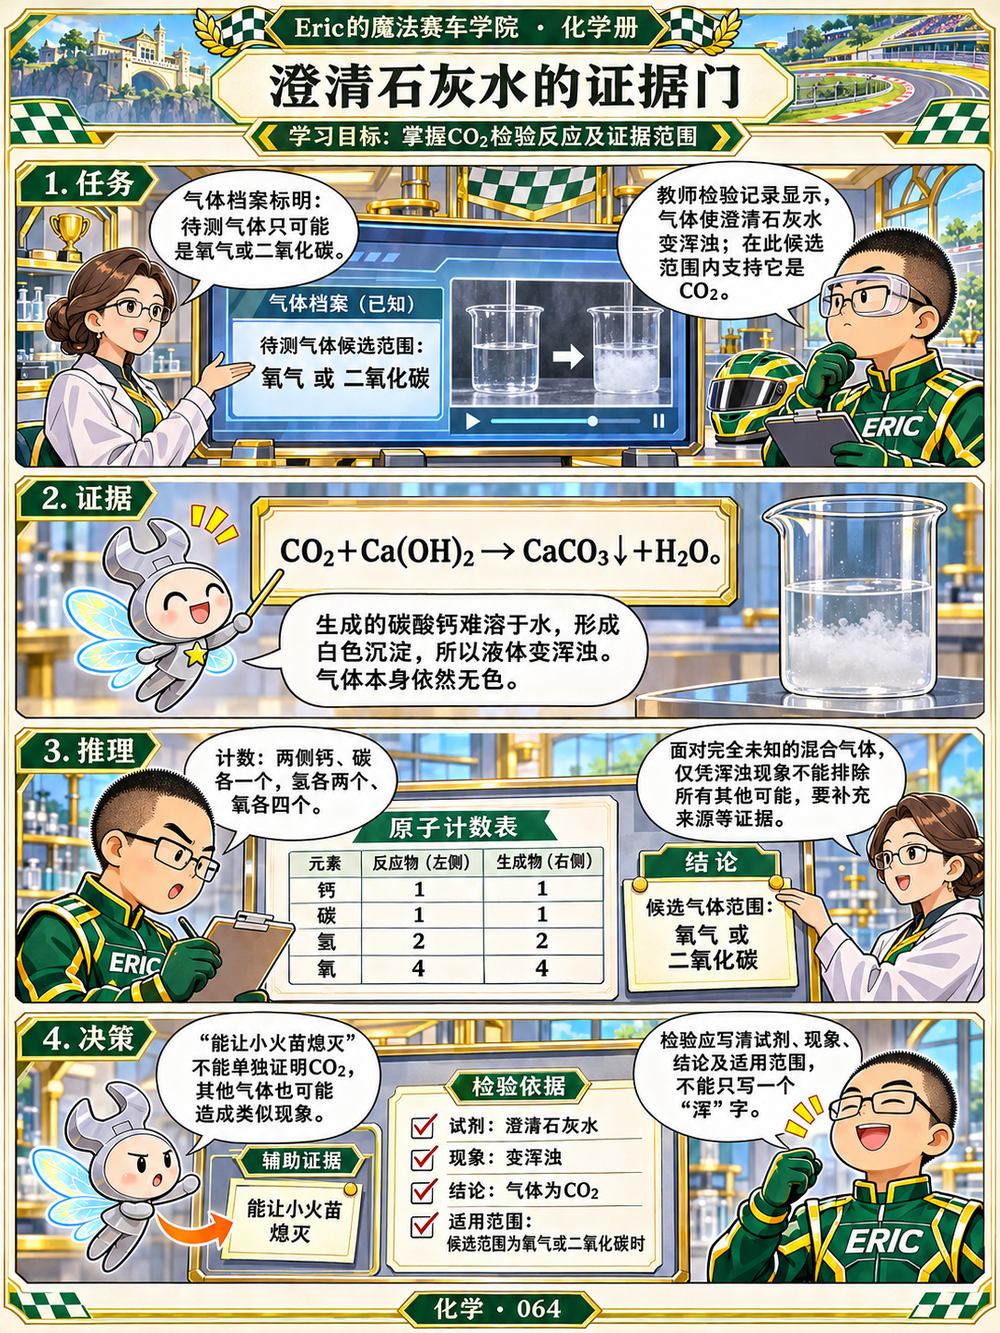 Eric的魔法赛车学院 · 化学册
澄清石灰水的证据门
学习目标：掌握CO₂检验反应及证据范围
1. 任务
气体档案标明：
待测气体只可能
是氧气或二氧化碳。
教师检验记录显示，
气体使澄清石灰水
变浑浊；在此候选
范围内支持它是
CO₂。
气体档案（已知）
待测气体候选范围：
氧气 或 二氧化碳
ERIC
2. 证据
CO₂+Ca(OH)₂→CaCO₃↓+H₂O。
生成的碳酸钙难溶于水，形成
白色沉淀，所以液体变浑浊。
气体本身依然无色。
3. 推理
计数：两侧钙、碳
各一个，氢各两个、
氧各四个。
面对完全未知的混合气体，
仅凭浑浊现象不能排除
所有其他可能，要补充
来源等证据。
原子计数表
元素 反应物（左侧） 生成物（右侧）
钙 1 1
碳 1 1
氢 2 2
氧 4 4
结论
候选气体范围：
氧气 或
二氧化碳
ERIC
4. 决策
“能让小火苗熄灭”
不能单独证明CO₂，
其他气体也可能
造成类似现象。
检验应写清试剂、现象、
结论及适用范围，
不能只写一个
“浑”字。
辅助证据
能让小火苗
熄灭
检验依据
试剂：澄清石灰水
现象：变浑浊
结论：气体为CO₂
适用范围：
候选范围为氧气或二氧化碳时
ERIC
化学 · 064